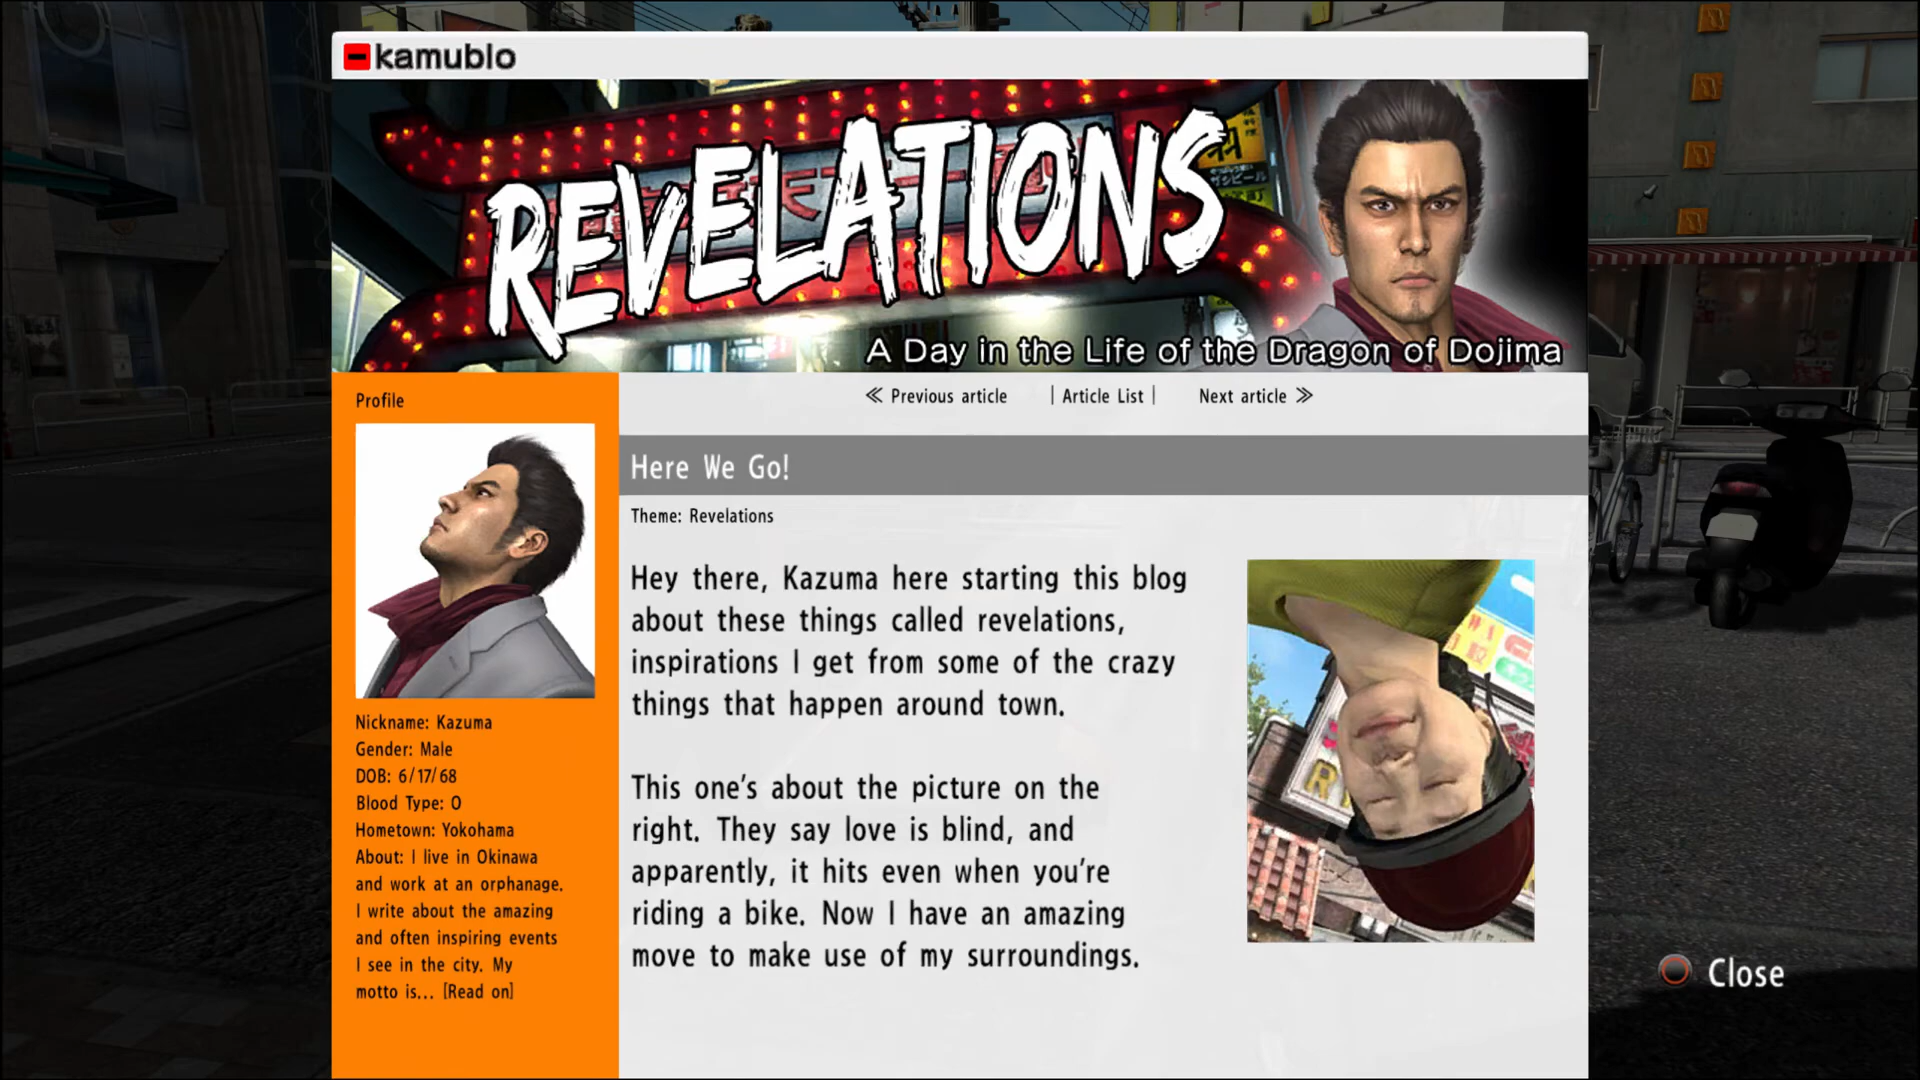 kamublo
REVELATIONS
A Day in the Life of the Dragon of Dojima
≪ Previous article | Article List | Next article ≫
Profile
Nickname: Kazuma
Gender: Male
DOB: 6/17/68
Blood Type: O
Hometown: Yokohama
About: I live in Okinawa
and work at an orphanage.
I write about the amazing
and often inspiring events
I see in the city. My
motto is... [Read on]
Here We Go!
Theme: Revelations
Hey there, Kazuma here starting this blog
about these things called revelations,
inspirations I get from some of the crazy
things that happen around town.
This one's about the picture on the
right. They say love is blind, and
apparently, it hits even when you're
riding a bike. Now I have an amazing
move to make use of my surroundings.
Close